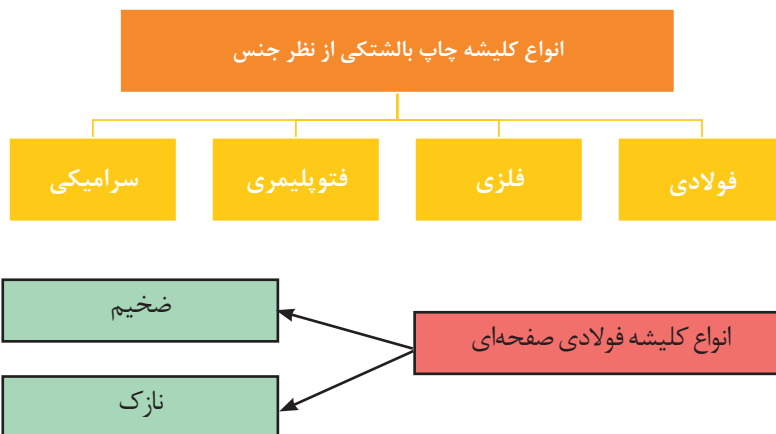 انواع کلیشه چاپ بالشتکی از نظر جنس
فولادی
فلزی
فتوپلیمری
سرامیکی
انواع کلیشه فولادی صفحه‌ای
ضخیم
نازک